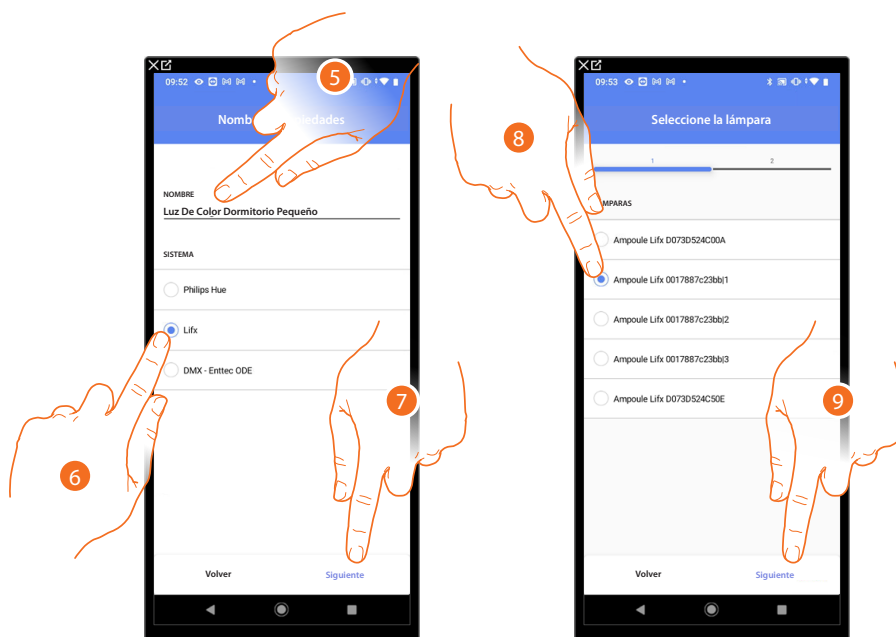 09:52
5
Nomb
edades
NOMBRE
Luz De Color Dormitorio Pequeño
SISTEMA
Philips Hue
Lifx
DMX - Enttec ODE
7
6
Volver
Siguiente
09:53
8
Seleccione la lámpara
1
2
MPARAS
Ampoule Lifx D073D524C00A
Ampoule Lifx 0017887c23bb|1
Ampoule Lifx 0017887c23bb|2
Ampoule Lifx 0017887c23bb|3
Ampoule Lifx D073D524C50E
9
Volver
Siguiente